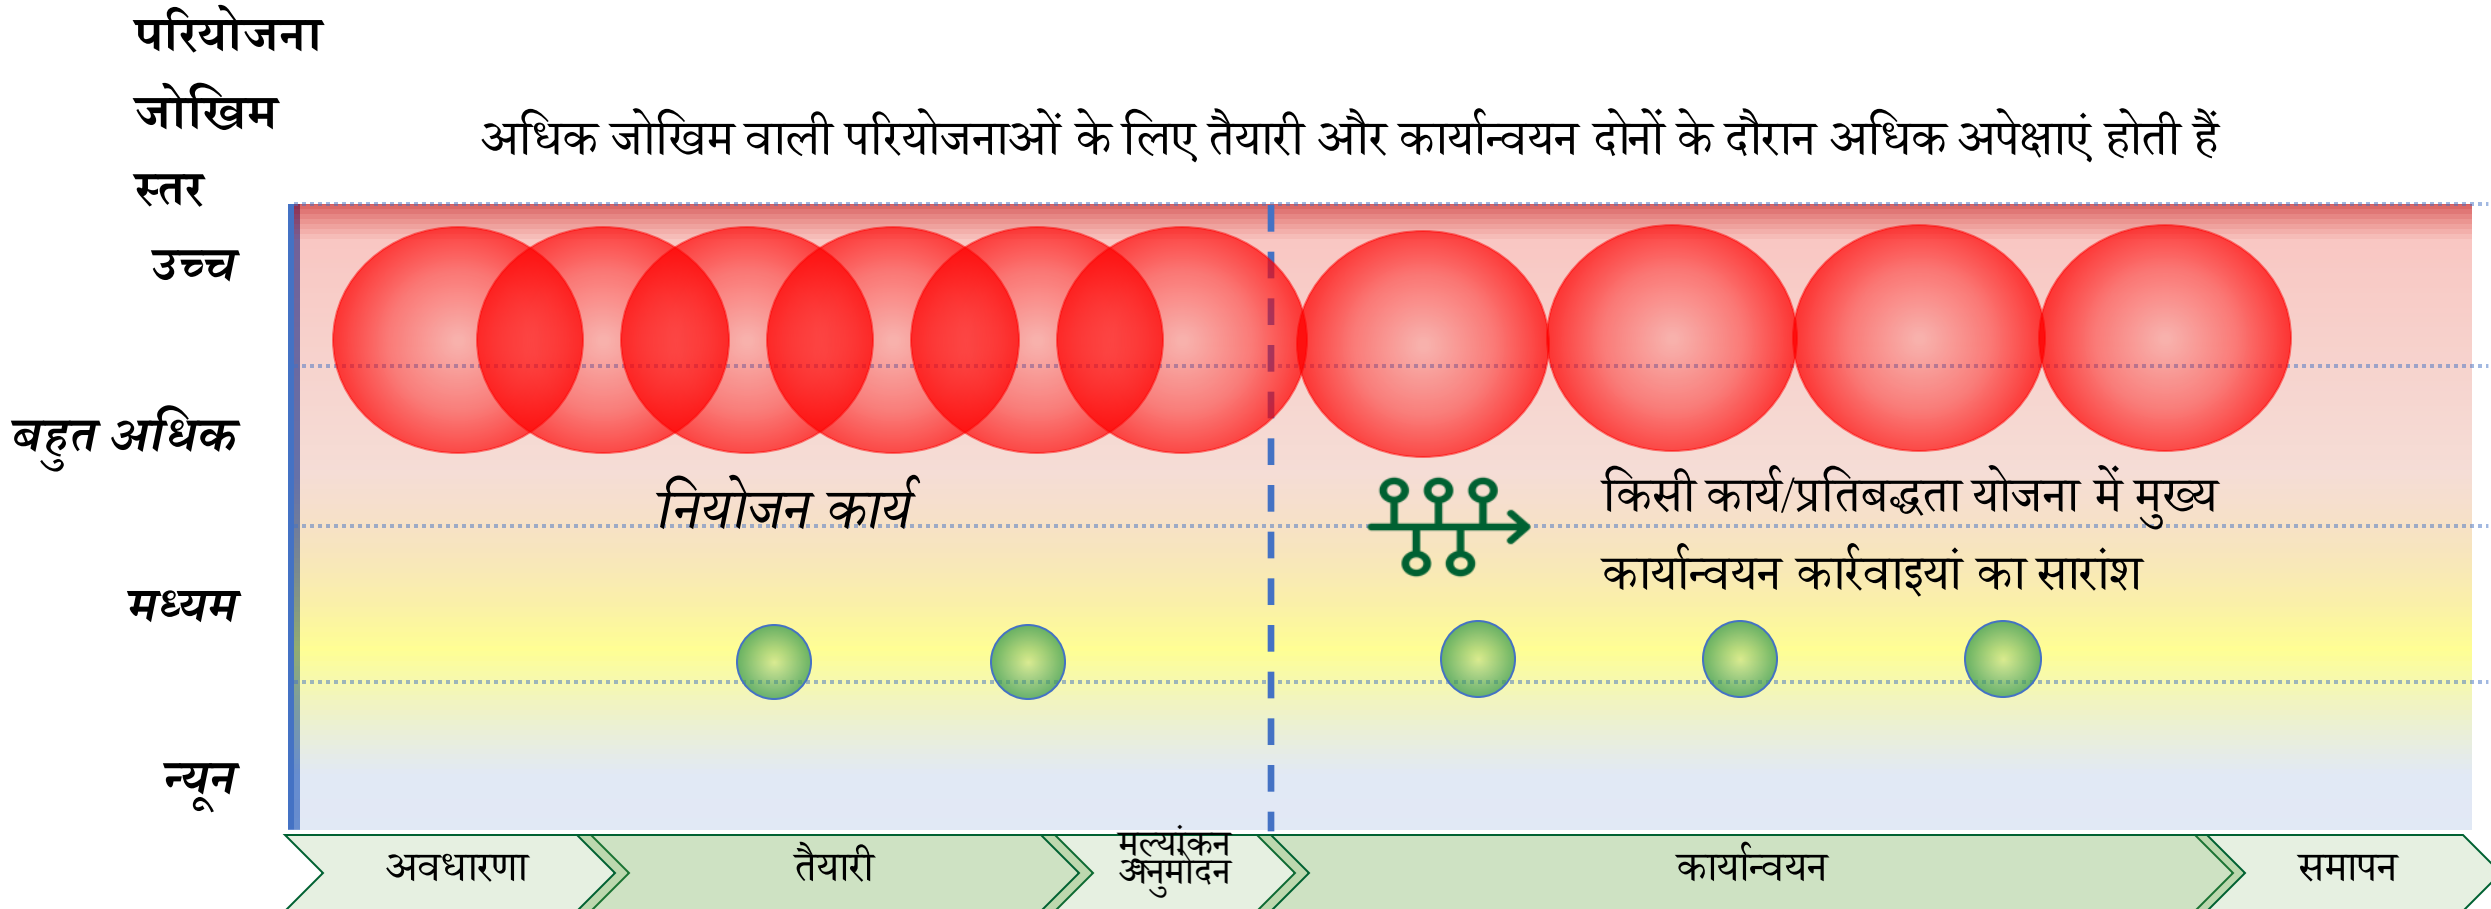 परियोजना
जोखिम
स्तर
अधिक जोखिम वाली परियोजनाओं के लिए तैयारी और कार्यान्वयन दोनों के दौरान अधिक अपेक्षाएं होती हैं
उच्च
बहुत अधिक
नियोजन कार्य
किसी कार्य/प्रतिबद्धता योजना में मुख्य
कार्यान्वयन कार्रवाइयां का सारांश
मध्यम
न्यून
अवधारणा
तैयारी
मूल्यांकन
अनुमोदन
कार्यान्वयन
समापन